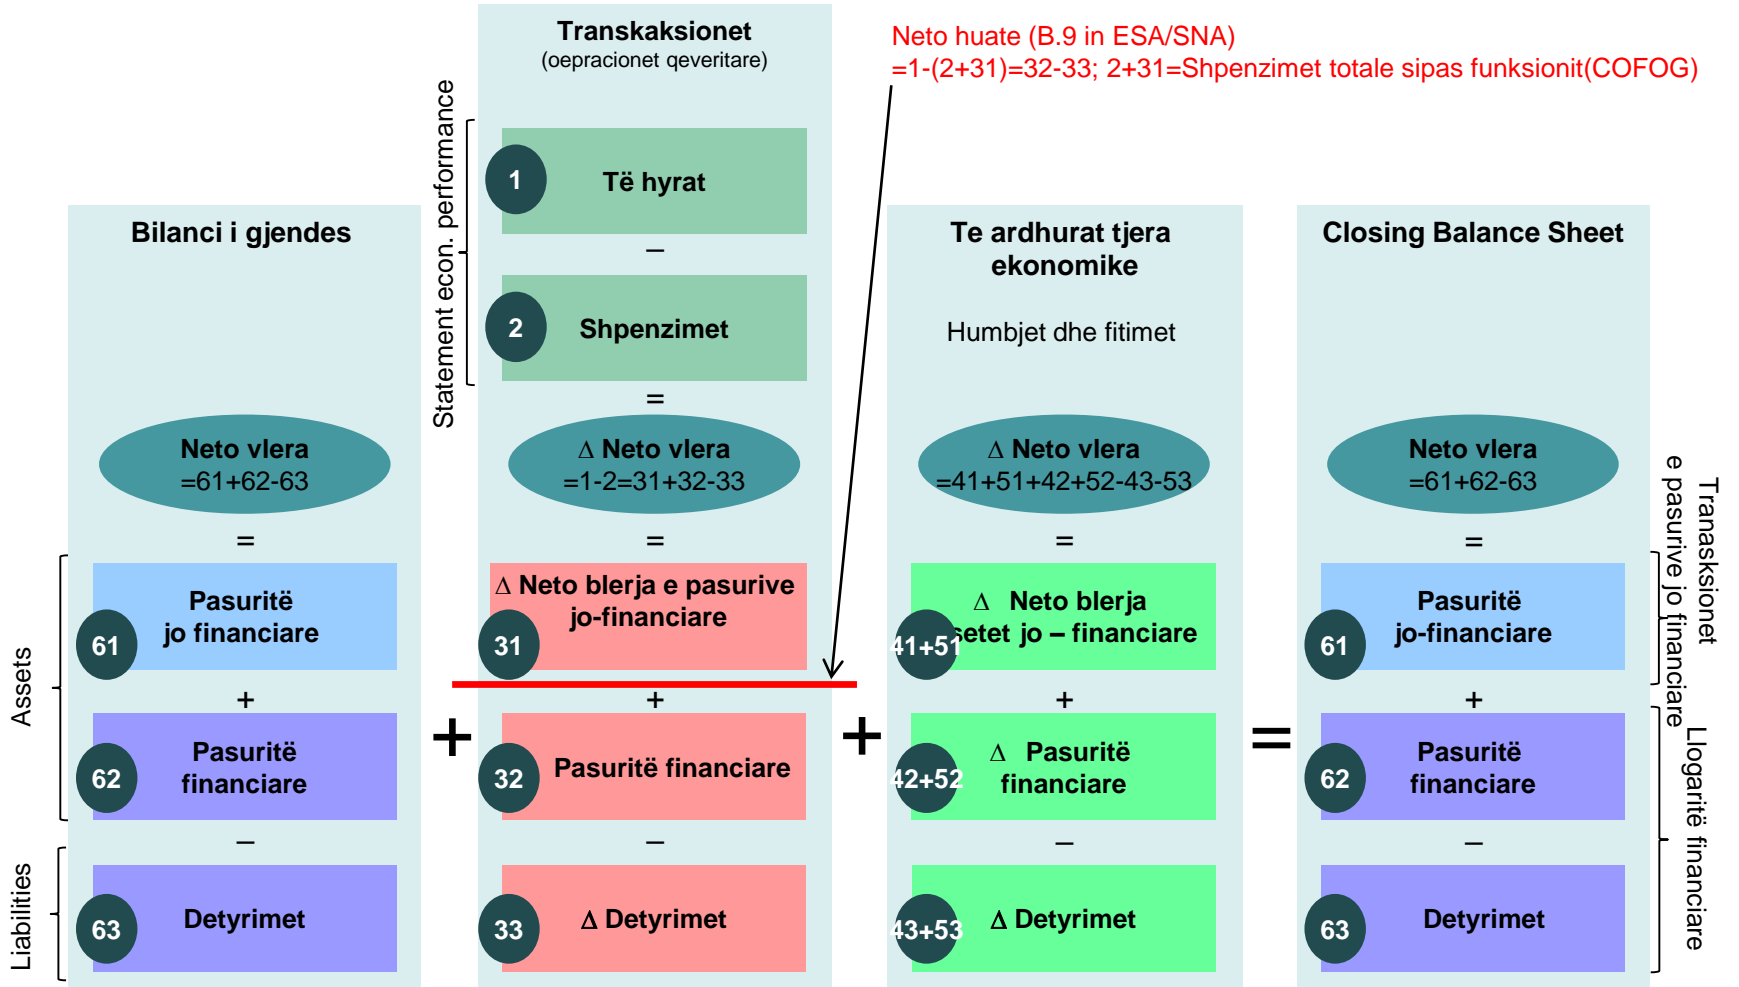 Transkaksionet
(oepracionet qeveritare)
Neto huate (B.9 in ESA/SNA)
=1-(2+31)=32-33; 2+31=Shpenzimet totale sipas funksionit(COFOG)
Statement econ. performance
1
Të hyrat
–
2
Shpenzimet
=
∆ Neto vlera
=1-2=31+32-33
=
∆ Neto blerja e pasurive
jo-financiare
31
+
32
Pasuritë financiare
–
33
∆ Detyrimet
Bilanci i gjendes
Neto vlera
=61+62-63
=
Assets
Pasuritë
jo financiare
61
+
Pasuritë
financiare
62
–
Liabilities
63
Detyrimet
+
Te ardhurat tjera
ekonomike
Humbjet dhe fitimet
∆ Neto vlera
=41+51+42+52-43-53
=
∆ Neto blerja
setet jo – financiare
41+51
+
∆ Pasuritë
financiare
42+52
–
43+53
∆ Detyrimet
+
=
Closing Balance Sheet
Neto vlera
=61+62-63
=
Pasuritë
jo-financiare
61
+
Pasuritë
financiare
62
–
63
Detyrimet
Tranasksionet
e pasurive jo financiare
Llogaritë financiare